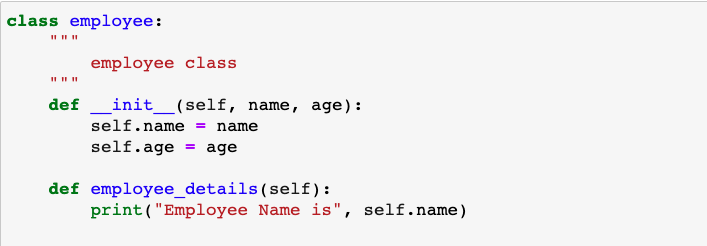 class employee:
    """
        employee class
    """
    def __init__(self, name, age):
        self.name = name
        self.age = age

    def employee_details(self):
        print("Employee Name is", self.name)